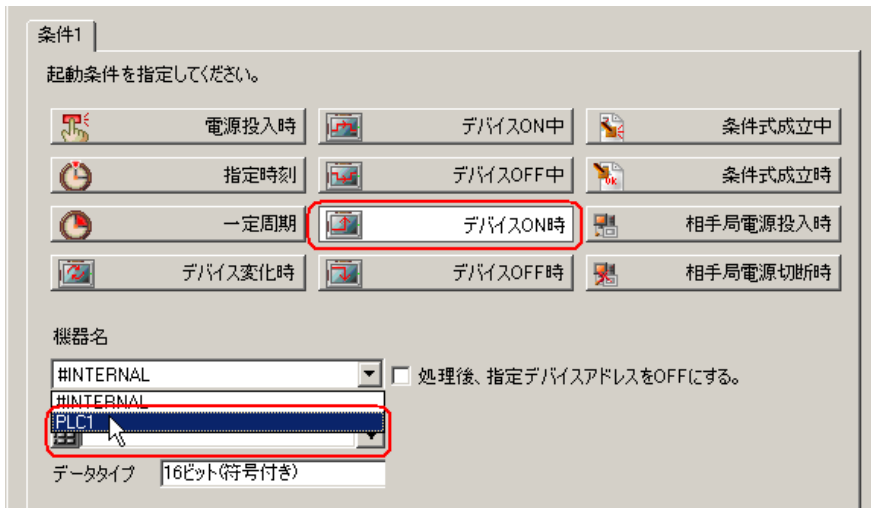 条件1
起動条件を指定してください。
電源投入時 デバイスON中 条件式成立中
指定時刻 デバイスOFF中 条件式成立時
一定周期 デバイスON時 相手局電源投入時
デバイス変化時 デバイスOFF時 相手局電源切断時
機器名
#INTERNAL 処理後、指定デバイスアドレスをOFFにする。
#INTERNAL
PLC1
データタイプ 16ビット(符号付き)